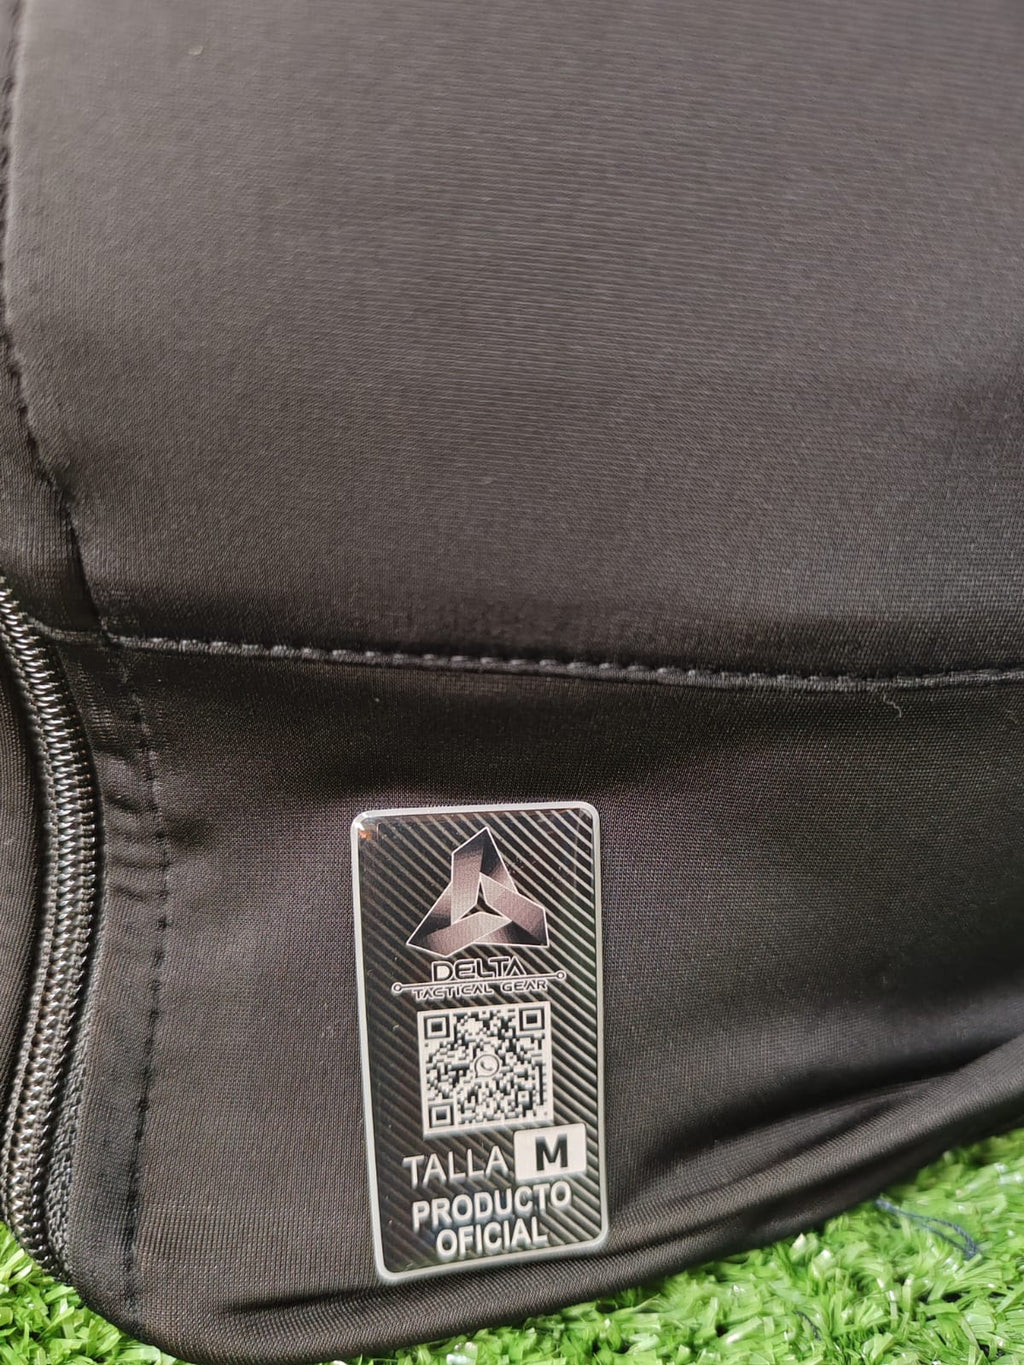 DELTA
TACTICAL GEAR
TALLA M
PRODUCTO
OFICIAL